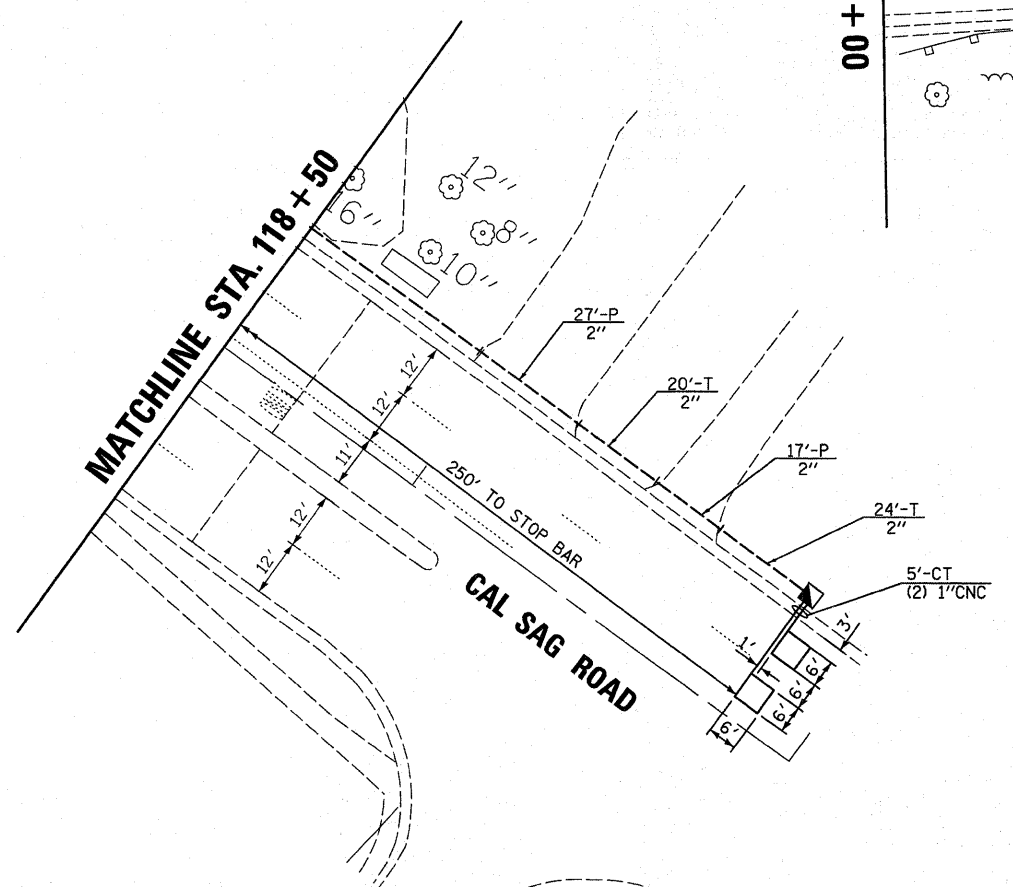 00 +
MATCHLINE STA. 118 + 50
12"
16"
8"
10"
27'-P
2"
20'-T
2"
17'-P
2"
24'-T
2"
5'-CT
(2) 1"CNC
12'
12'
11'
12'
12'
250' TO STOP BAR
CAL SAG ROAD
1'
3'
6'
6'
6'
6'